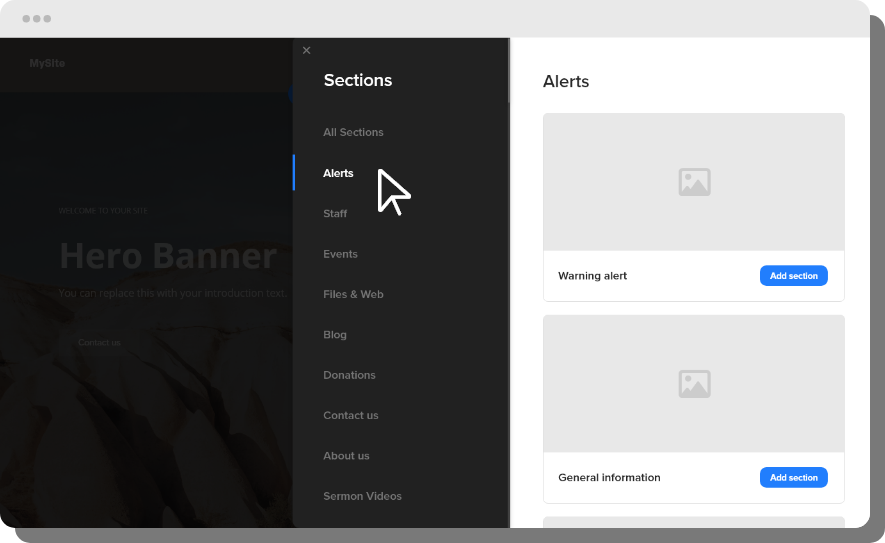 MySite
WELCOME TO YOUR SITE
Hero Banner
You can replace this with your introduction text.
Contact us
Sections
All Sections
Alerts
Staff
Events
Files & Web
Blog
Donations
Contact us
About us
Sermon Videos
Alerts
Warning alert
Add section
General information
Add section